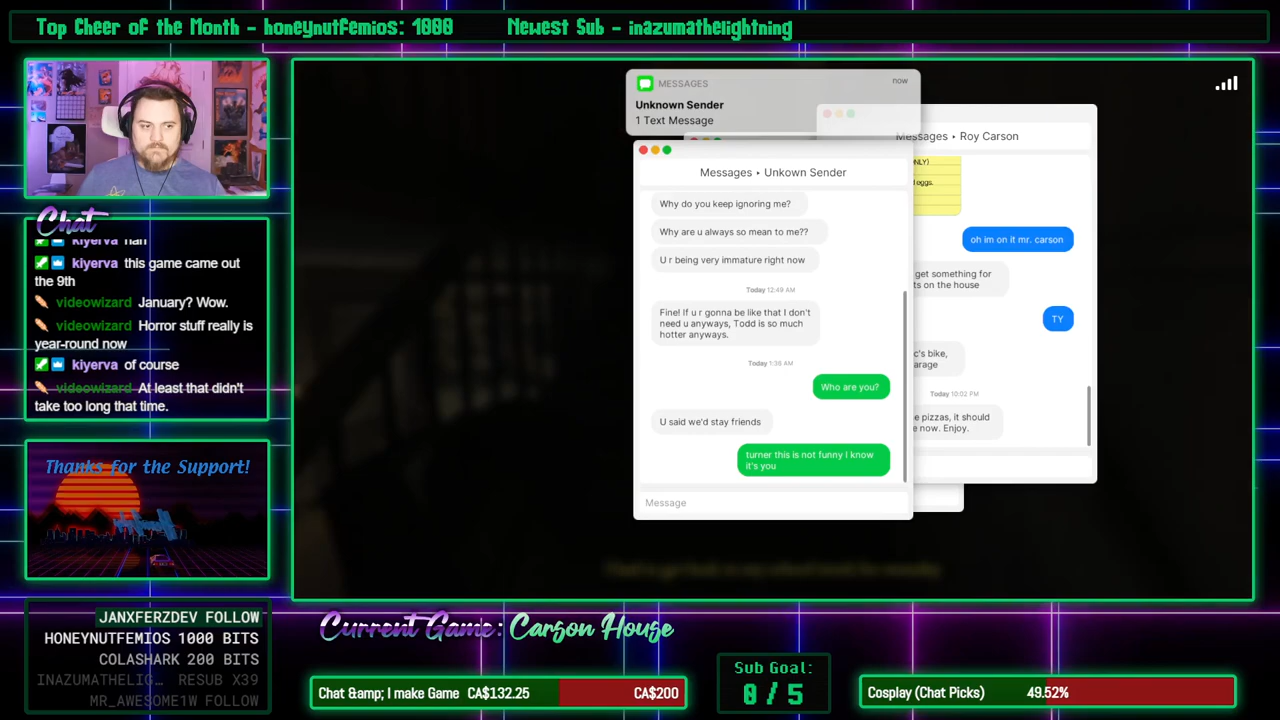 Top Cheer of the Month - honeynutfemios: 1000
Newest Sub - inazumathelightning
MESSAGES
now
Unknown Sender
1 Text Message
Messages • Roy Carson
Messages • Unkown Sender
Why do you keep ignoring me?
Why are u always so mean to me??
U r being very immature right now
Today 12:49 AM
Fine! If u r gonna be like that I don't
need u anyways, Todd is so much
hotter anyways.
Today 1:38 AM
Who are you?
U said we'd stay friends
turner this is not funny I know
it's you
Message
NLY)
d eggs.
oh im on it mr. carson
get something for
ts on the house
TY
c's bike,
arage
Today 10:02 PM
e pizzas, it should
e now. Enjoy.
Chat
kiyerva nah
kiyerva this game came out
the 9th
videowizard January? Wow.
videowizard Horror stuff really is
year-round now
kiyerva of course
videowizard At least that didn't
take too long that time.
Thanks for the Support!
JANXFERZDEV FOLLOW
HONEYNUTFEMIOS 1000 BITS
COLASHARK 200 BITS
INAZUMATHELIG... RESUB X39
MR_AWESOME1W FOLLOW
Current Game: Carson House
Chat &amp; I make Game CA$132.25 CA$200
Sub Goal:
0 / 5
Cosplay (Chat Picks) 49.52%